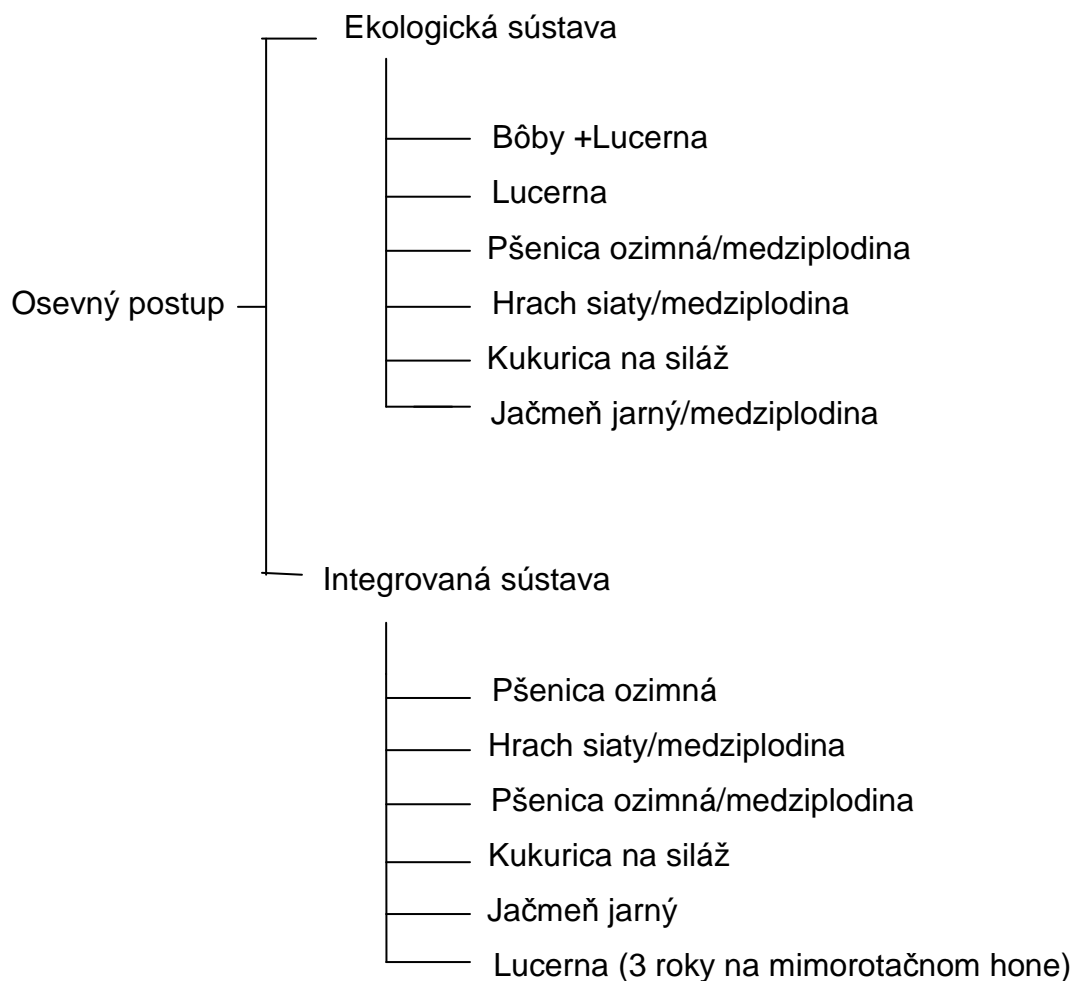 Ekologická sústava
Bôby +Lucerna
Lucerna
Pšenica ozimná/medziplodina
Osevný postup
Hrach siaty/medziplodina
Kukurica na siláž
Jačmeň jarný/medziplodina
Integrovaná sústava
Pšenica ozimná
Hrach siaty/medziplodina
Pšenica ozimná/medziplodina
Kukurica na siláž
Jačmeň jarný
Lucerna (3 roky na mimorotačnom hone)